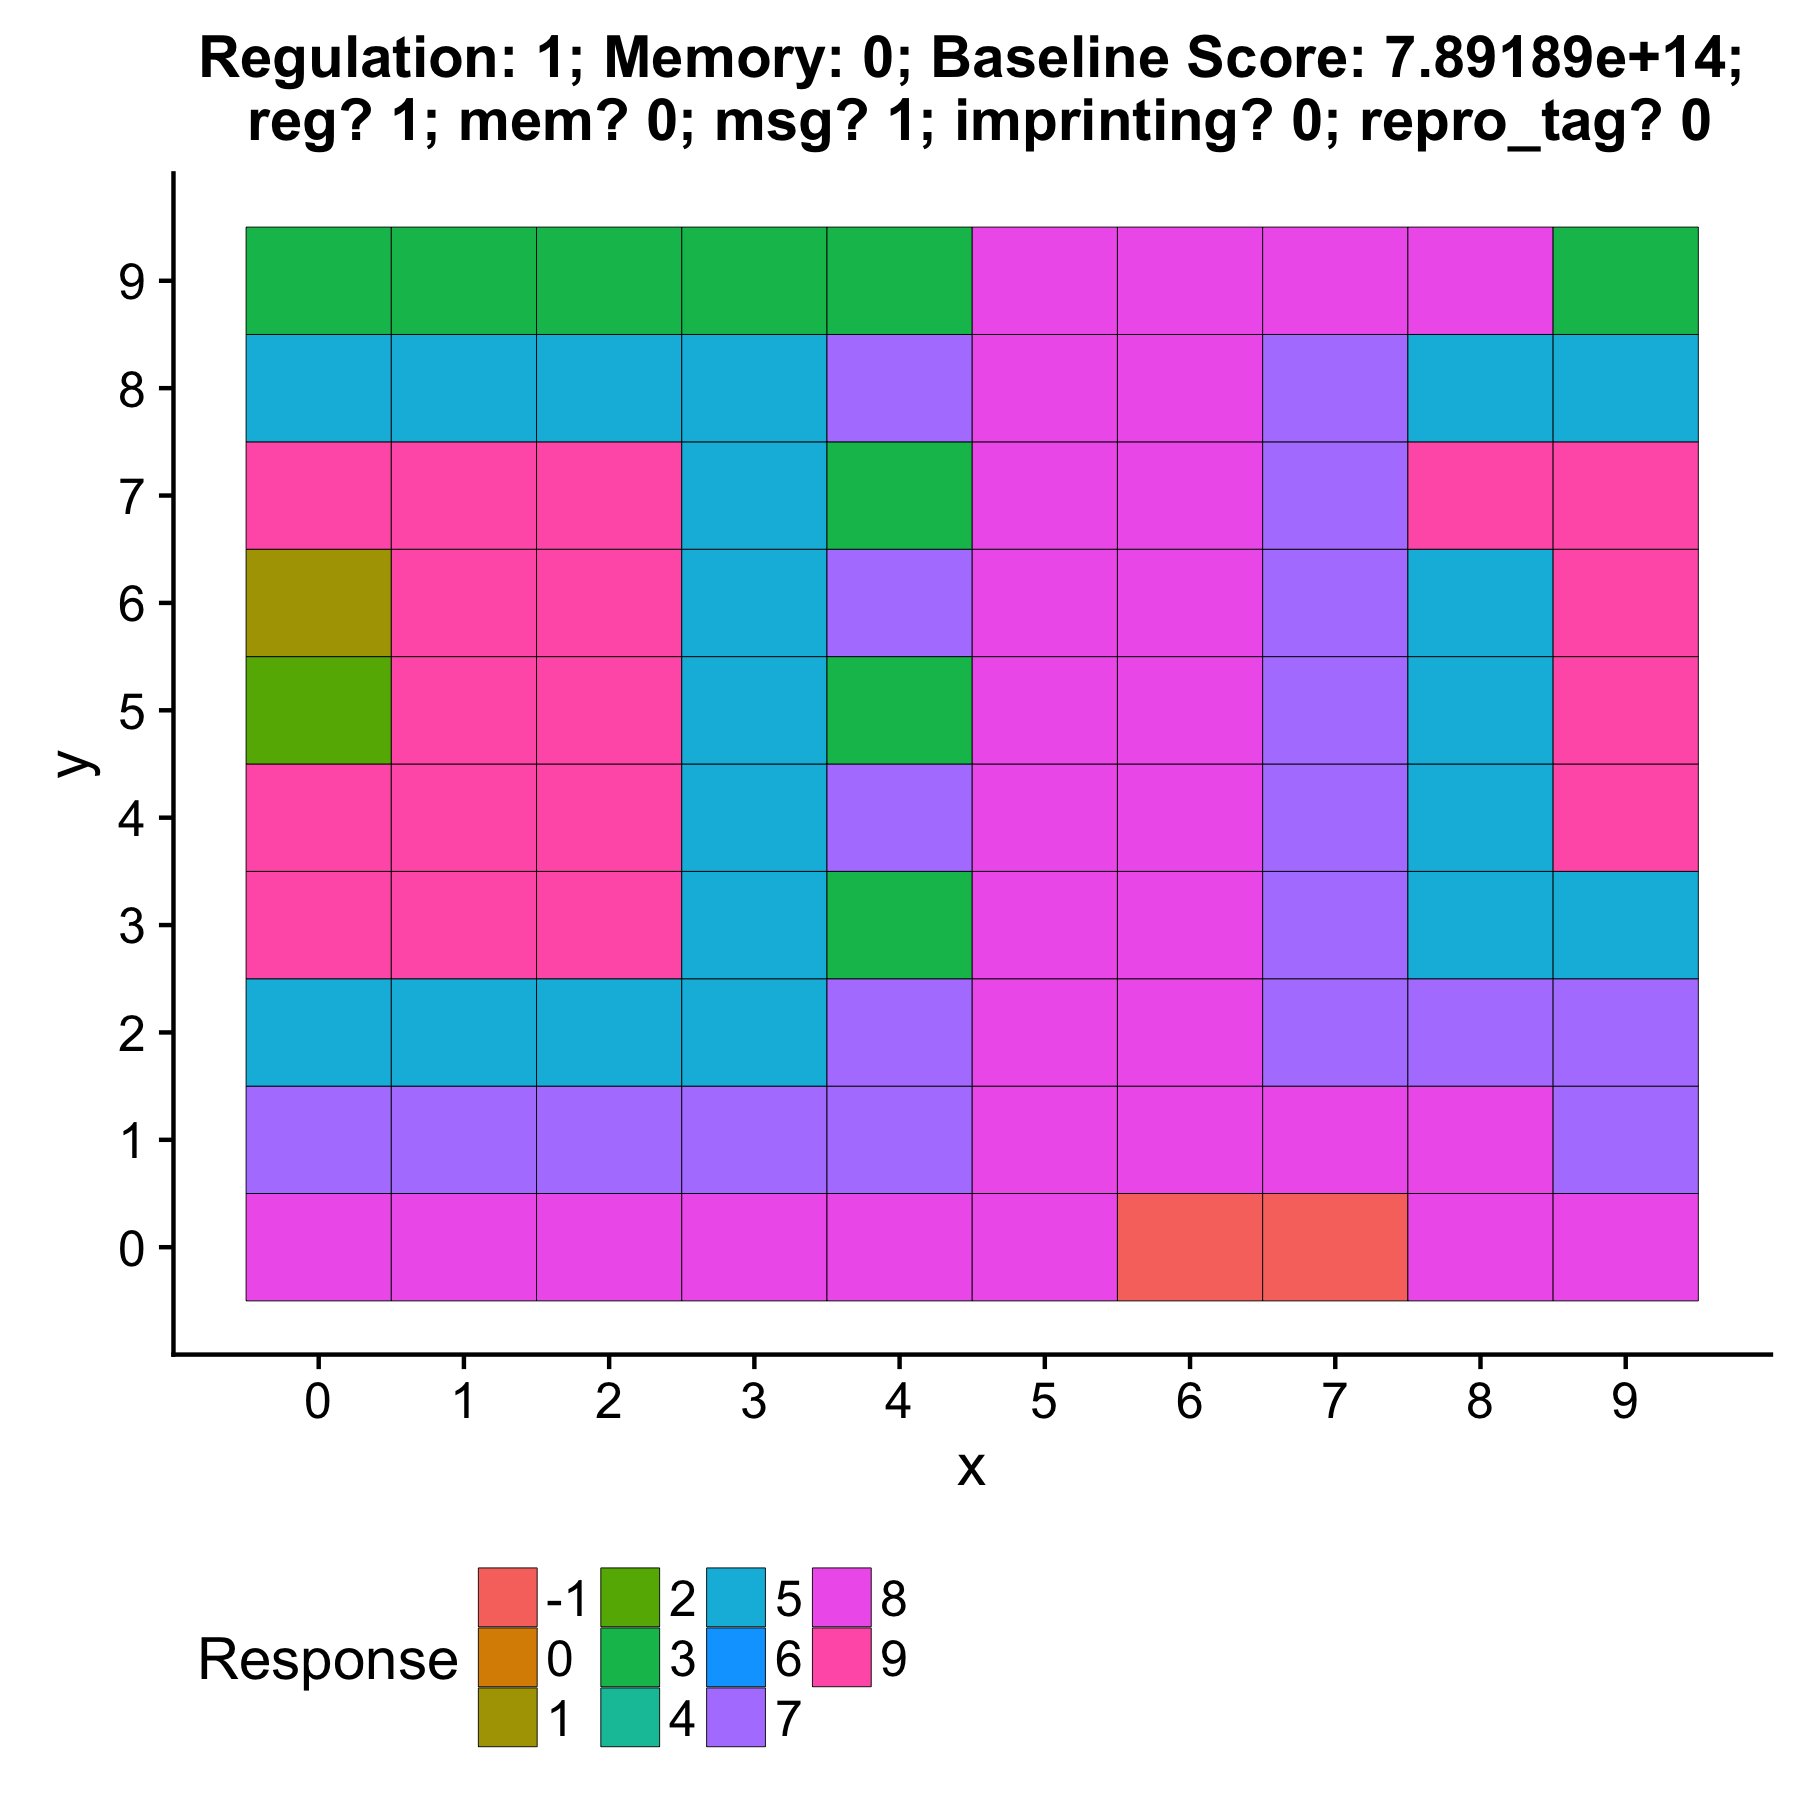 Regulation: 1; Memory: 0; Baseline Score: 7.89189e+14;
reg? 1; mem? 0; msg? 1; imprinting? 0; repro_tag? 0
9
8
7
6
5
4
3
2
1
0
y
0 1 2 3 4 5 6 7 8 9
x
Response
-1 2 5 8
0 3 6 9
1 4 7